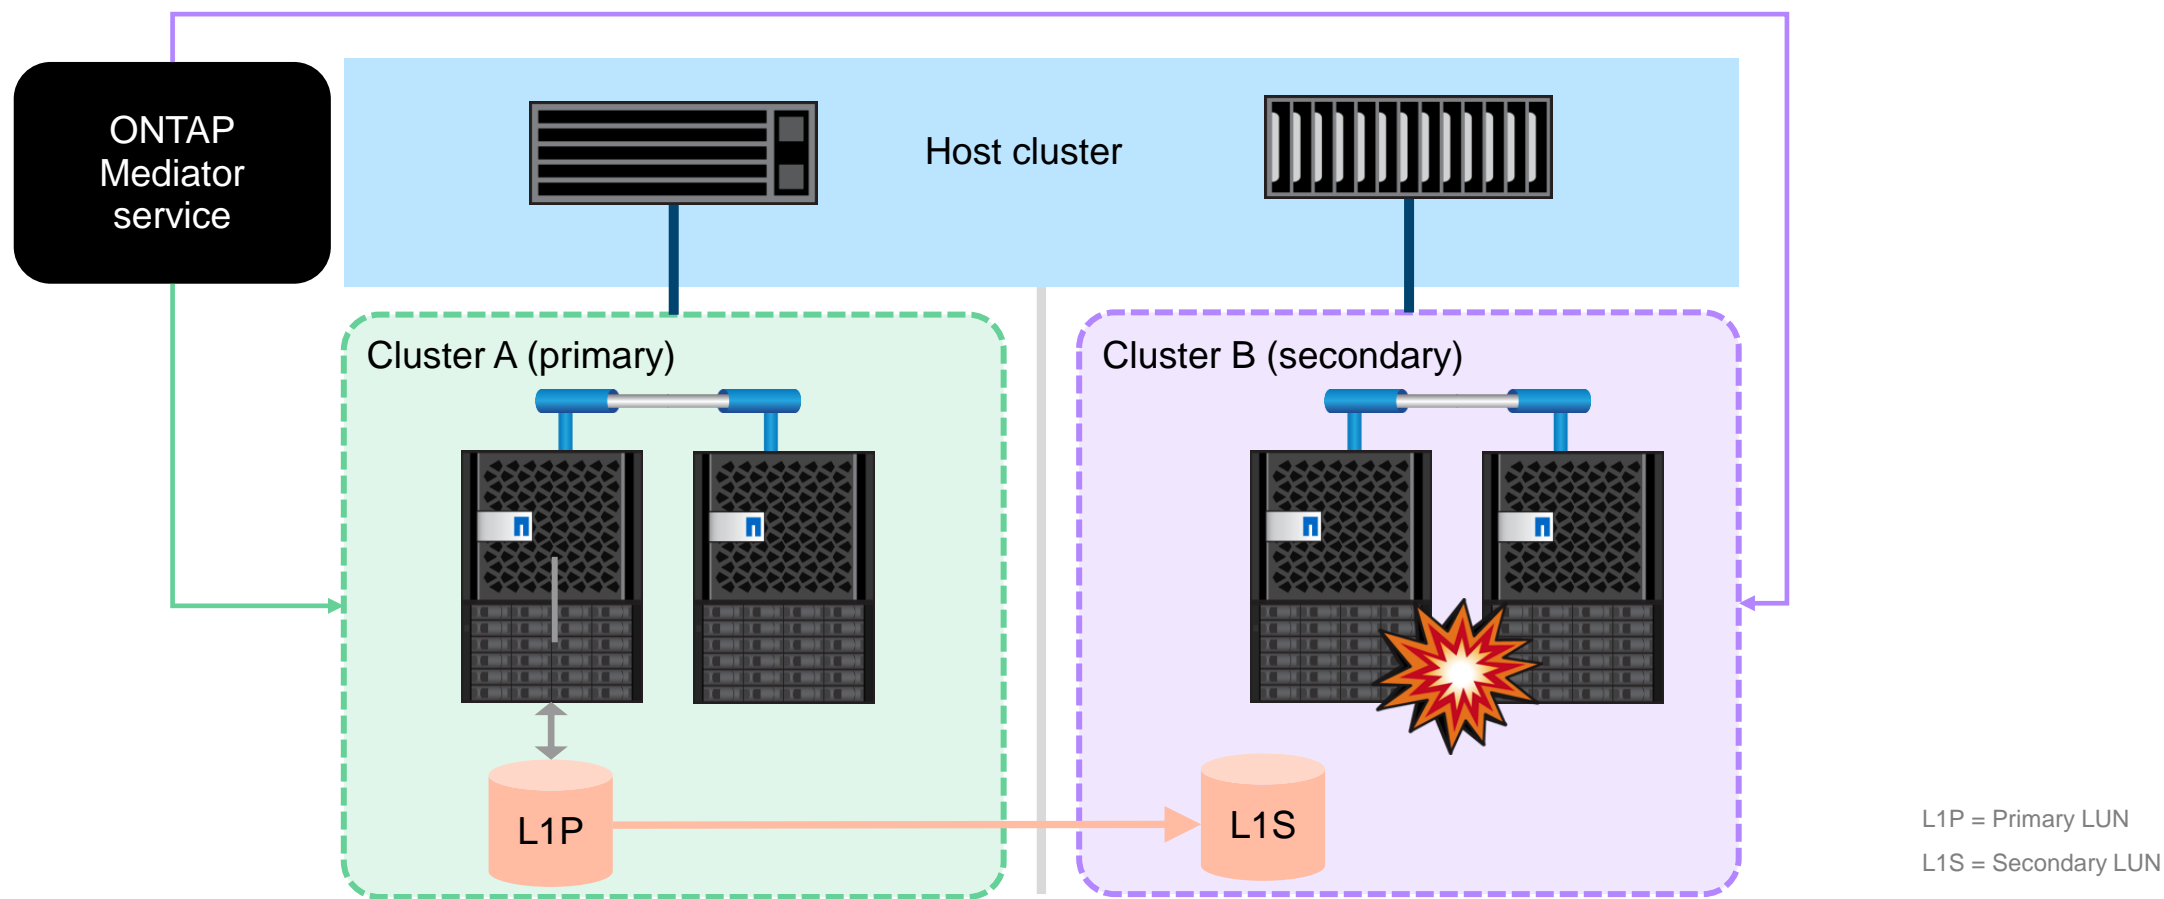 ONTAP
Mediator
service
Host cluster
Cluster A (primary)
Cluster B (secondary)
L1P
L1S
L1P = Primary LUN
L1S = Secondary LUN